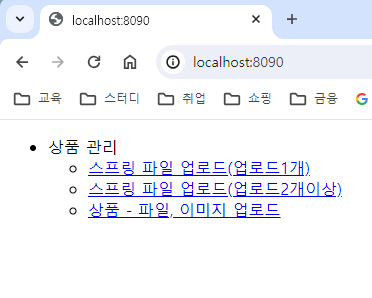 localhost:8090
localhost:8090
교육 스터디 취업 쇼핑 금융
상품 관리
스프링 파일 업로드(업로드1개)
스프링 파일 업로드(업로드2개이상)
상품 - 파일, 이미지 업로드